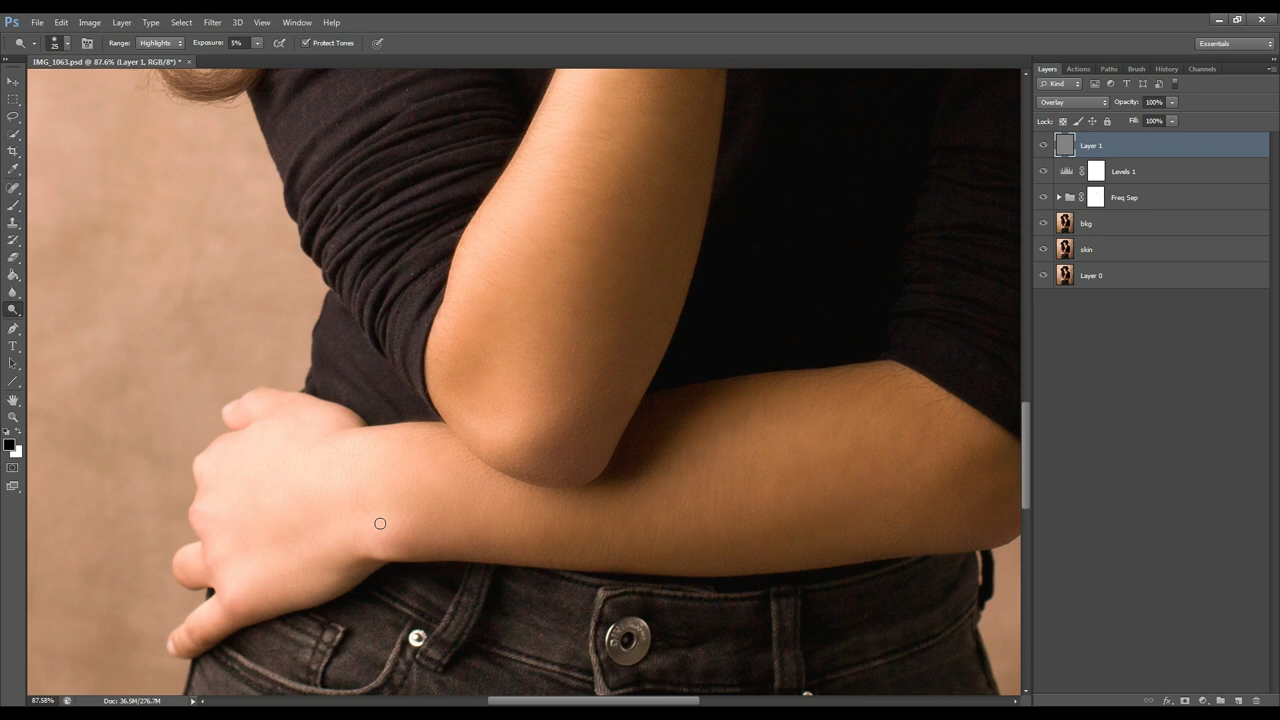 Ps File Edit Image Layer Type Select Filter 3D View Window Help
25 Range: Highlights Exposure: 5% Protect Tones Essentials
IMG_1063.psd @ 87.6% (Layer 1, RGB/8*) * ×
Layers Actions Paths Brush History Channels
Kind
Overlay Opacity: 100%
Lock: Fill: 100%
Layer 1
Levels 1
Freq Sep
bkg
skin
Layer 0
87.58% Doc: 36.5M/276.7M